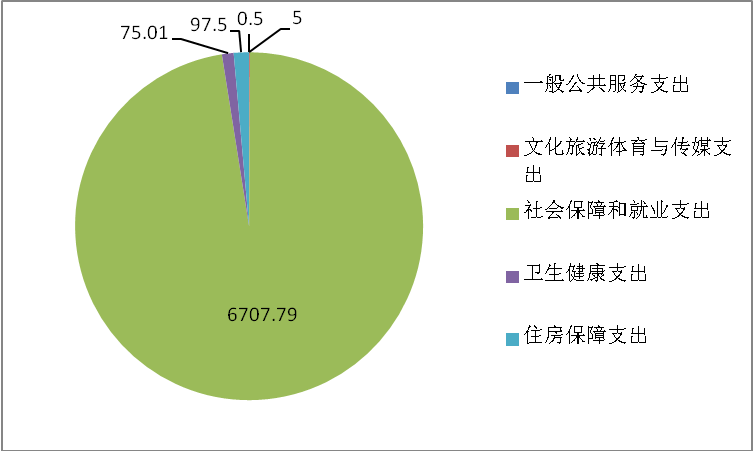 75.01
97.5
0.5
5
6707.79
一般公共服务支出
文化旅游体育与传媒支
出
社会保障和就业支出
卫生健康支出
住房保障支出